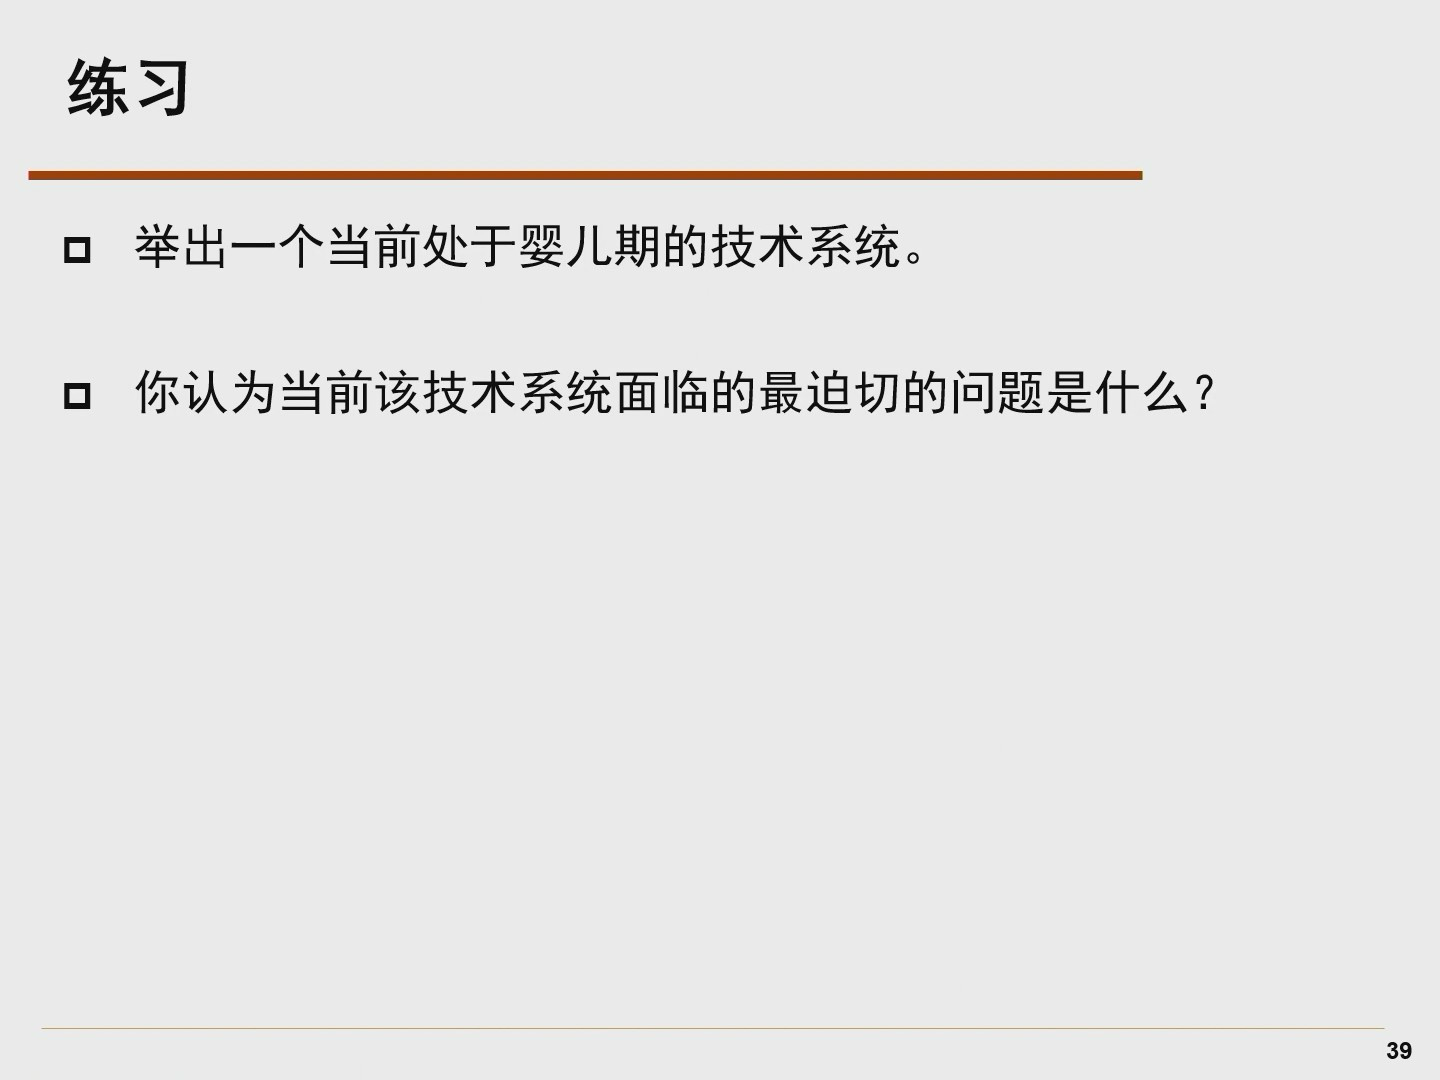 练习
举出一个当前处于婴儿期的技术系统。
你认为当前该技术系统面临的最迫切的问题是什么？
39